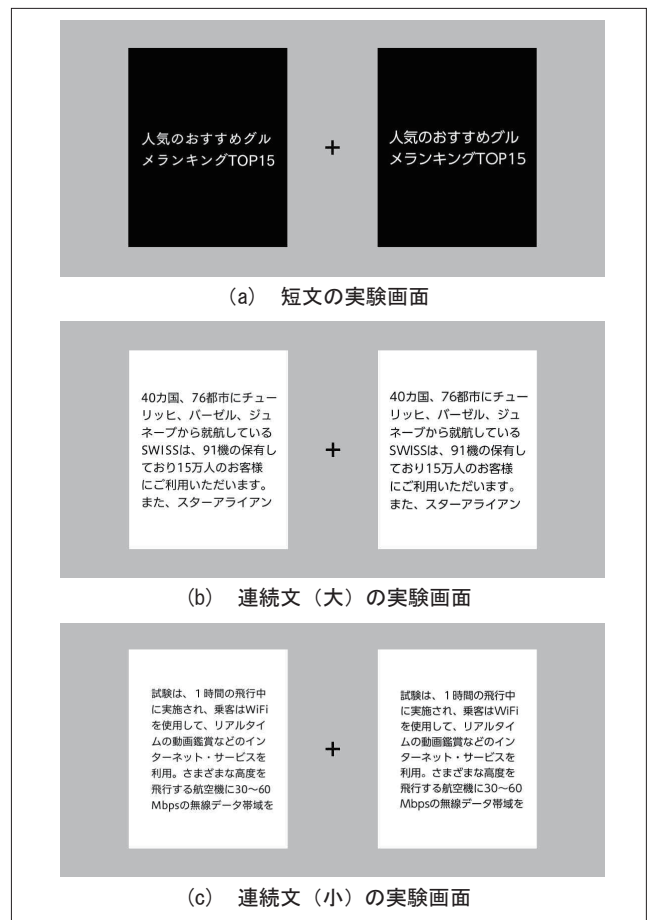 人気のおすすめグル
メランキングTOP15
+
人気のおすすめグル
メランキングTOP15
(a) 短文の実験画面
40カ国、76都市にチュー
リッヒ、バーゼル、ジュ
ネーブから就航している
SWISSは、91機の保有し
ており15万人のお客様
にご利用いただいます。
また、スターアライアン
+
40カ国、76都市にチュー
リッヒ、バーゼル、ジュ
ネーブから就航している
SWISSは、91機の保有し
ており15万人のお客様
にご利用いただいます。
また、スターアライアン
(b) 連続文（大）の実験画面
試験は、1時間の飛行中
に実施され、乗客はWiFi
を使用して、リアルタイ
ムの動画鑑賞などのイン
ターネット・サービスを
利用。さまざまな高度を
飛行する航空機に30〜60
Mbpsの無線データ帯域を
+
試験は、1時間の飛行中
に実施され、乗客はWiFi
を使用して、リアルタイ
ムの動画鑑賞などのイン
ターネット・サービスを
利用。さまざまな高度を
飛行する航空機に30〜60
Mbpsの無線データ帯域を
(c) 連続文（小）の実験画面